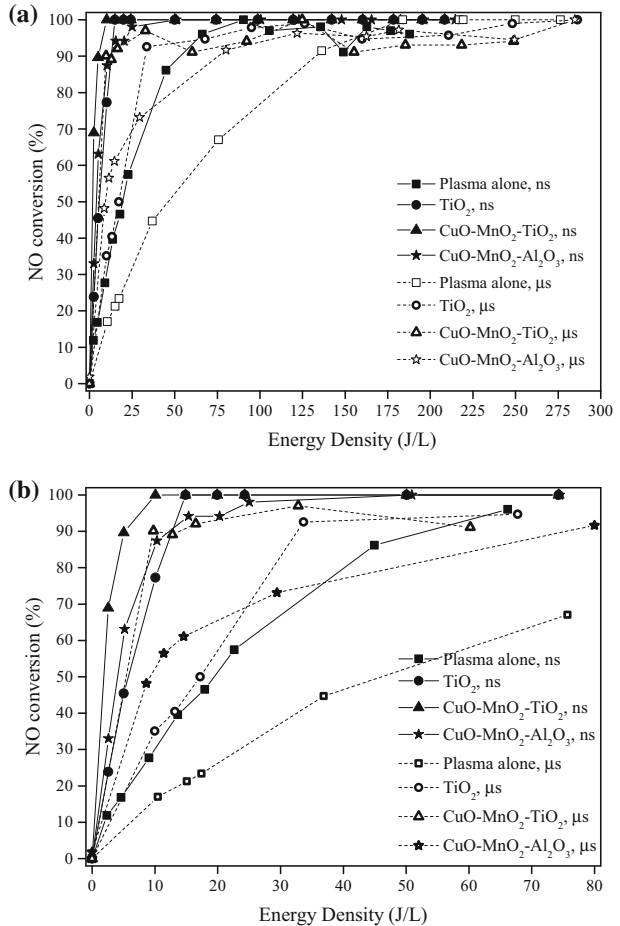 (a)
100
90
80
70
60
50
40
30
20
10
0
NO conversion (%)
Plasma alone, ns
TiO₂, ns
CuO-MnO₂-TiO₂, ns
CuO-MnO₂-Al₂O₃, ns
Plasma alone, μs
TiO₂, μs
CuO-MnO₂-TiO₂, μs
CuO-MnO₂-Al₂O₃, μs
0 25 50 75 100 125 150 175 200 225 250 275 300
Energy Density (J/L)
(b)
100
90
80
70
60
50
40
30
20
10
0
NO conversion (%)
Plasma alone, ns
TiO₂, ns
CuO-MnO₂-TiO₂, ns
CuO-MnO₂-Al₂O₃, ns
Plasma alone, μs
TiO₂, μs
CuO-MnO₂-TiO₂, μs
CuO-MnO₂-Al₂O₃, μs
0 10 20 30 40 50 60 70 80
Energy Density (J/L)